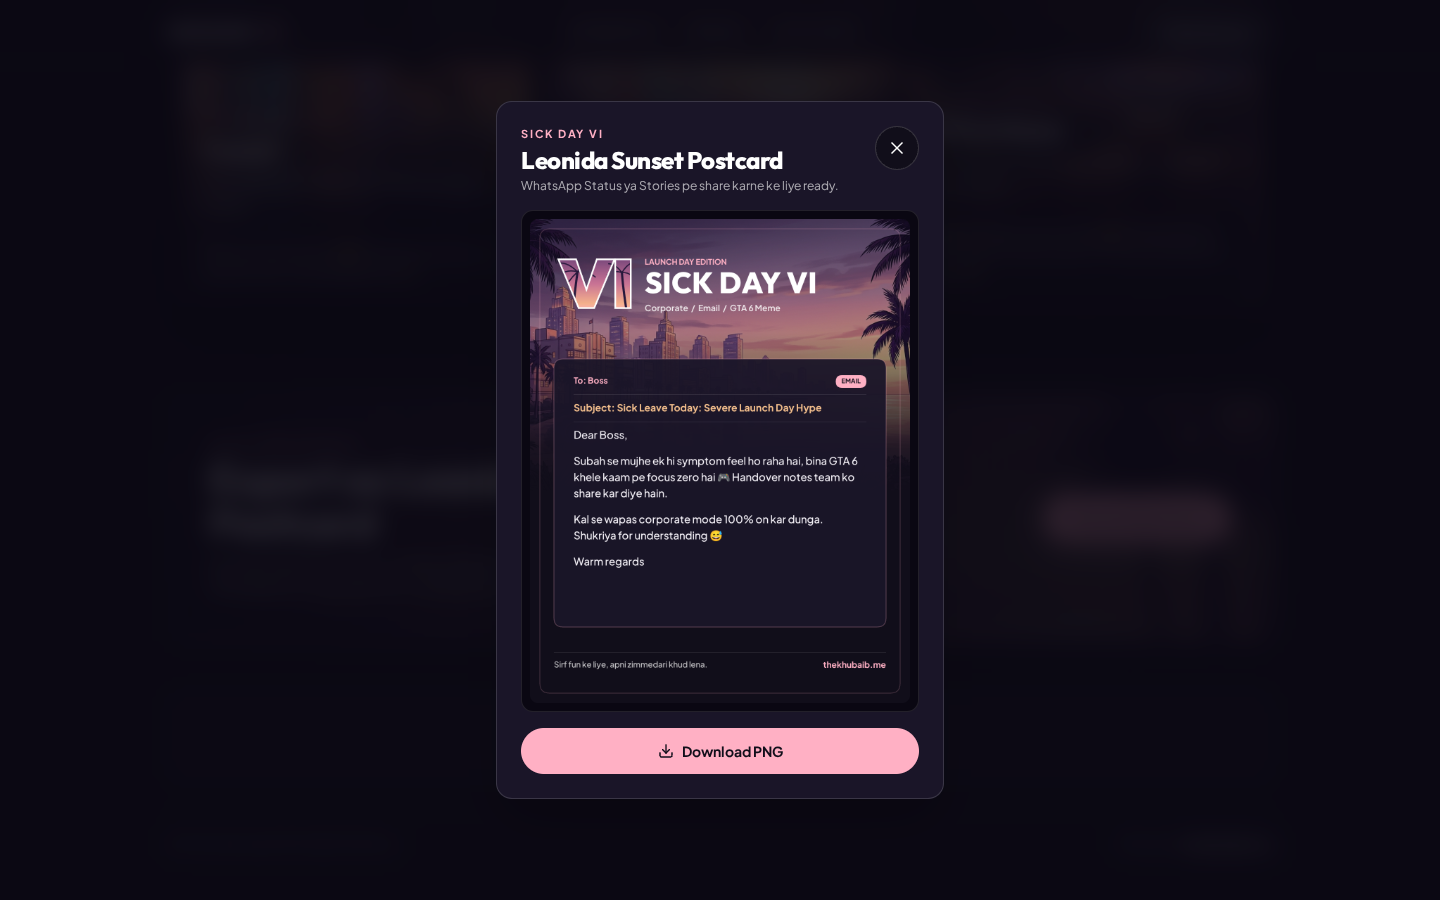 SICK DAY VI
Leonida Sunset Postcard
WhatsApp Status ya Stories pe share karne ke liye ready.
VI
LAUNCH DAY EDITION
SICK DAY VI
Corporate / Email / GTA 6 Meme
To: Boss
EMAIL
Subject: Sick Leave Today: Severe Launch Day Hype
Dear Boss,
Subah se mujhe ek hi symptom feel ho raha hai, bina GTA 6
khele kaam pe focus zero hai 🎮 Handover notes team ko
share kar diye hain.
Kal se wapas corporate mode 100% on kar dunga.
Shukriya for understanding 😅
Warm regards
Sirf fun ke liye, apni zimmedari khud lena.
thekhubaib.me
Download PNG